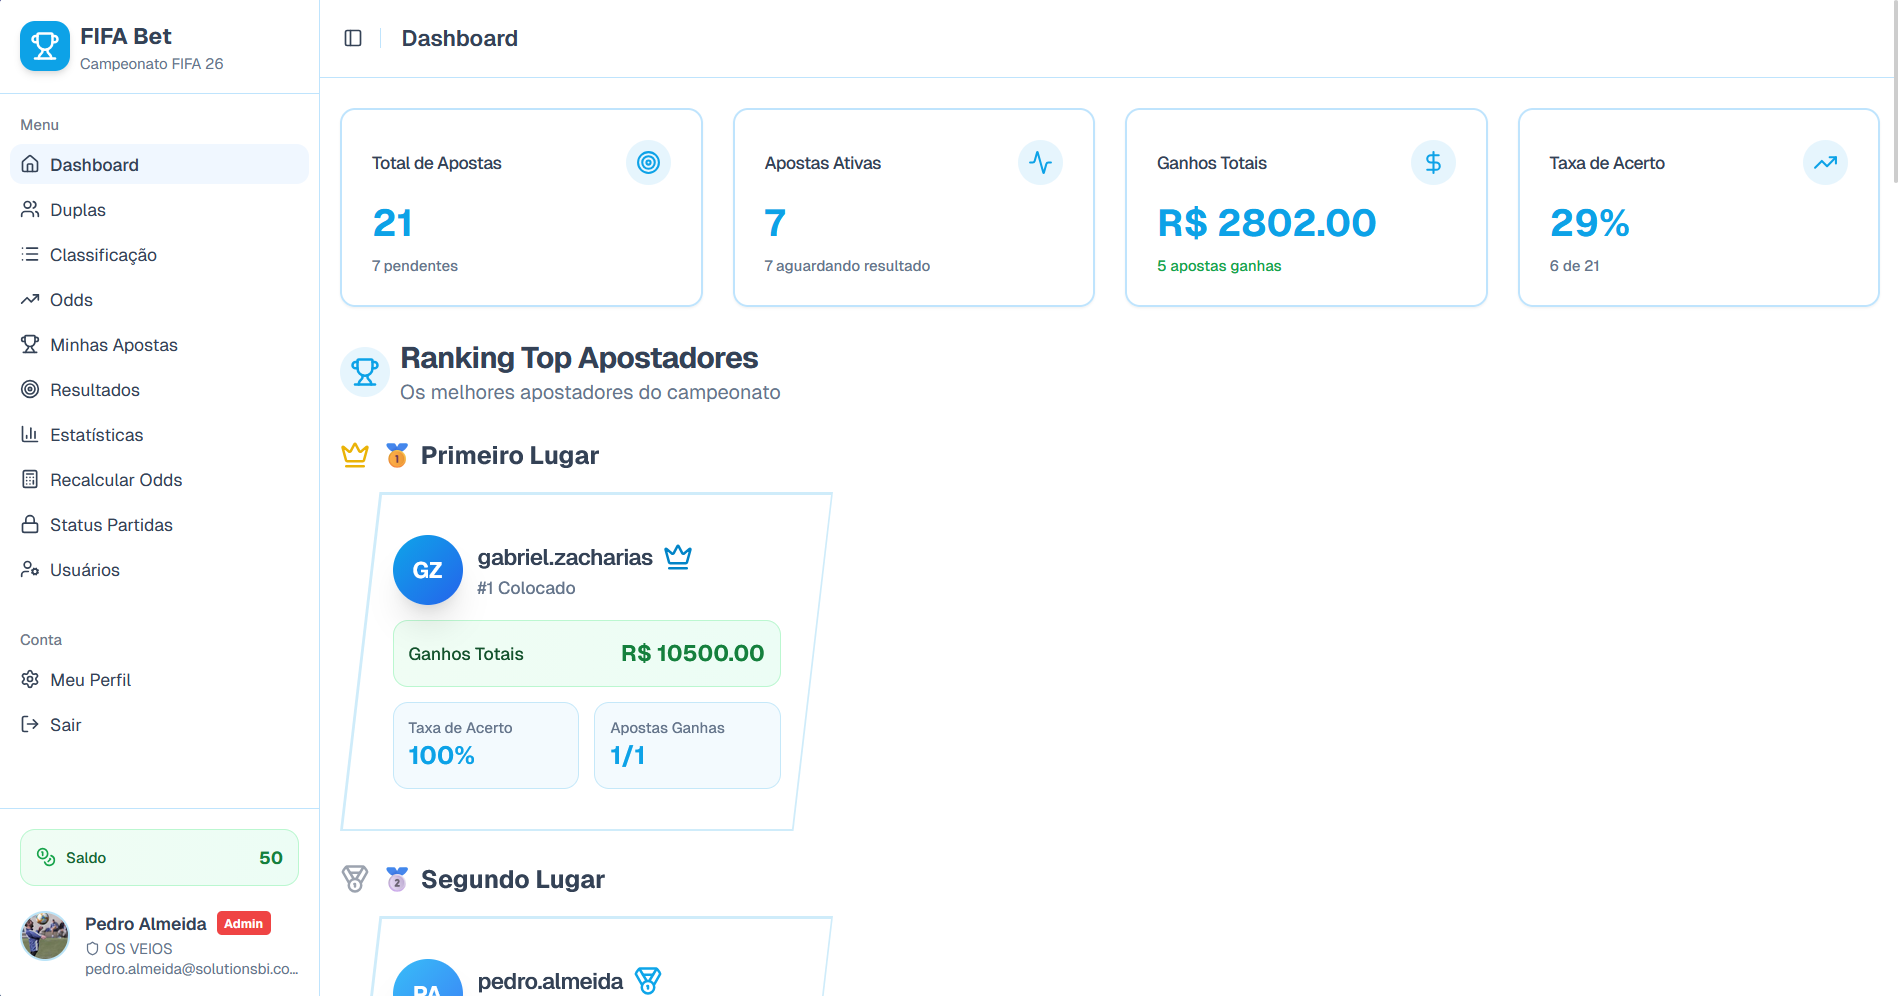 FIFA Bet
Campeonato FIFA 26
Menu
Dashboard
Duplas
Classificação
Odds
Minhas Apostas
Resultados
Estatísticas
Recalcular Odds
Status Partidas
Usuários
Conta
Meu Perfil
Sair
Saldo 50
Pedro Almeida Admin
OS VEIOS
pedro.almeida@solutionsbi.co...
Dashboard
Total de Apostas
21
7 pendentes
Apostas Ativas
7
7 aguardando resultado
Ganhos Totais
R$ 2802.00
5 apostas ganhas
Taxa de Acerto
29%
6 de 21
Ranking Top Apostadores
Os melhores apostadores do campeonato
1 Primeiro Lugar
GZ
gabriel.zacharias
#1 Colocado
Ganhos Totais R$ 10500.00
Taxa de Acerto
100%
Apostas Ganhas
1/1
2 Segundo Lugar
PA
pedro.almeida